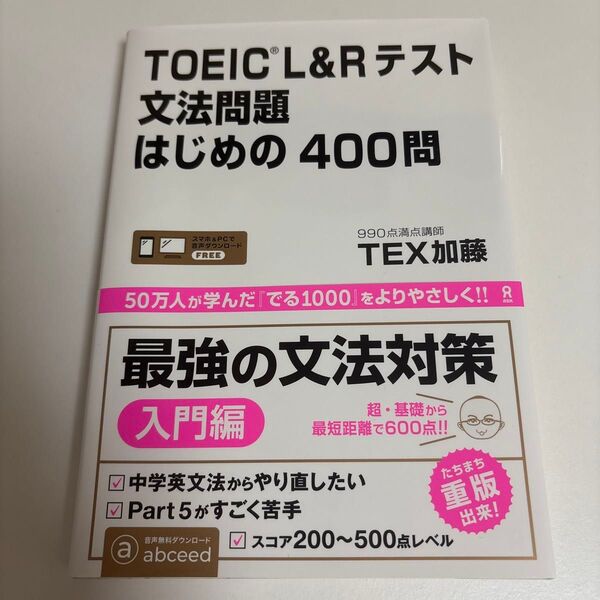 TOEIC® L&Rテスト
文法問題
はじめの400問
スマホ&PCで
音声ダウンロード
FREE
990点満点講師
TEX加藤
50万人が学んだ『でる1000』をよりやさしく!!
ASK
最強の文法対策
入門編
超・基礎から
最短距離で600点!!
中学英文法からやり直したい
Part5がすごく苦手
スコア200〜500点レベル
たちまち
重版
出来!
音声無料ダウンロード
a abceed